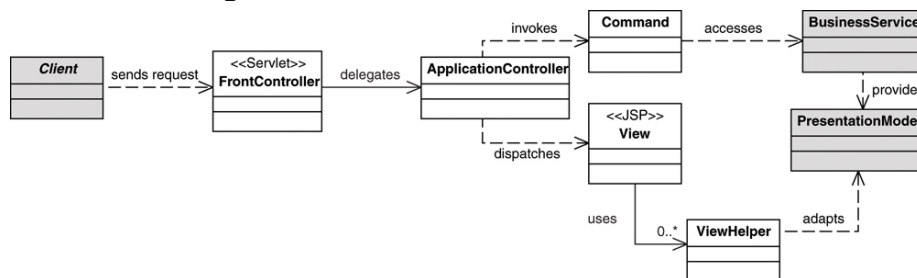 invokes
Command
accesses
BusinessService
Client
sends request
<<Servlet>>
FrontController
delegates
ApplicationController
provide
<<JSP>>
View
PresentationMode
dispatches
uses
0..*
ViewHelper
adapts